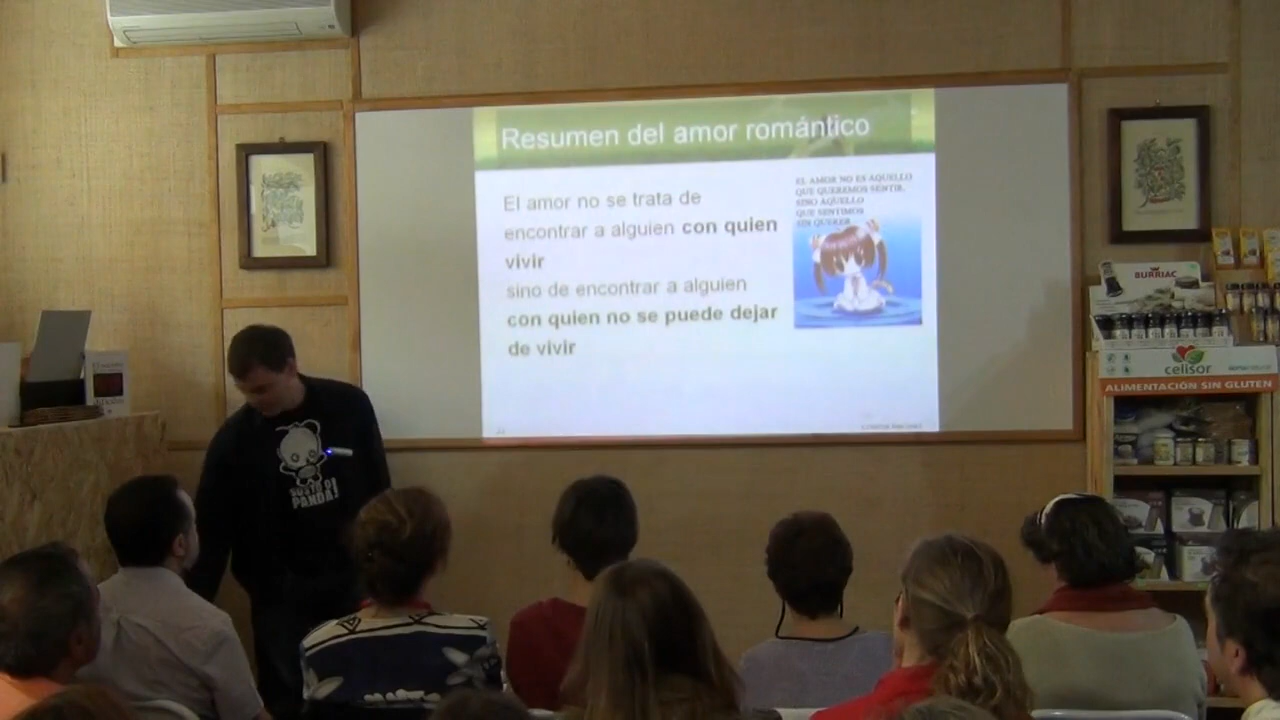 Resumen del amor romántico
El amor no se trata de
encontrar a alguien con quien
vivir
sino de encontrar a alguien
con quien no se puede dejar
de vivir
EL AMOR NO ES AQUELLO
QUE QUEREMOS SENTIR,
SINO AQUELLO
QUE SENTIMOS
SIN QUERER
PANDA!
BURRIAC
celisor
ALIMENTACIÓN SIN GLUTEN